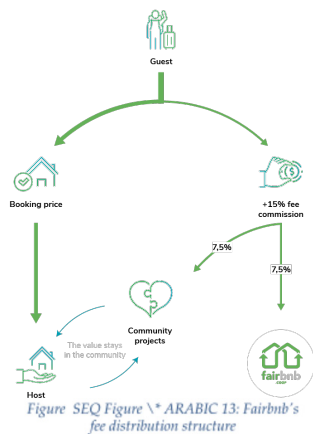 Guest
Booking price
+15% fee
commission
7,5%
7,5%
Community
projects
The value stays
in the community
Host
fairbnb
.coop
Figure SEQ Figure \* ARABIC 13: Fairbnb's
fee distribution structure